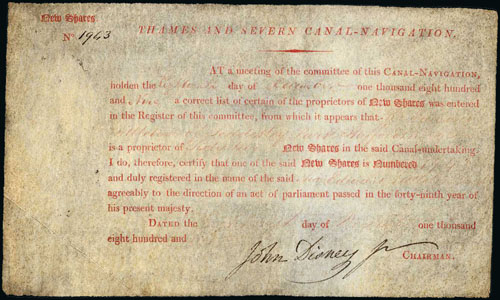 New Shares
No 1943
THAMES AND SEVERN CANAL-NAVIGATION.
AT a meeting of the committee of this CANAL-NAVIGATION,
holden the day of one thousand eight hundred
and nine a correct list of certain of the proprietors of New Shares was entered
in the Register of this committee, from which it appears that
is a proprietor of New Shares in the said Canal-undertaking.
I do, therefore, certify that one of the said New Shares is Numbered
and duly registered in the name of the said
agreeably to the direction of an act of parliament passed in the forty-ninth year of
his present majesty.
DATED the day of one thousand
eight hundred and
John Disney Jr
CHAIRMAN.